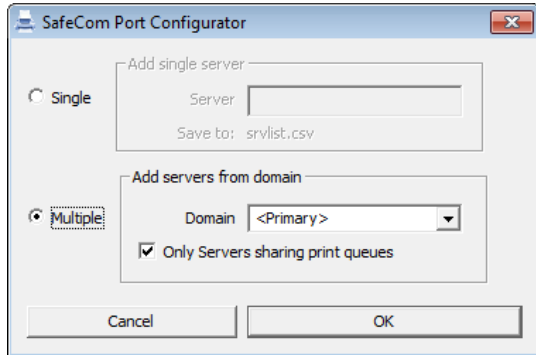 SafeCom Port Configurator
Add single server
Single
Server
Save to: srvlist.csv
Add servers from domain
Multiple
Domain <Primary>
Only Servers sharing print queues
Cancel OK